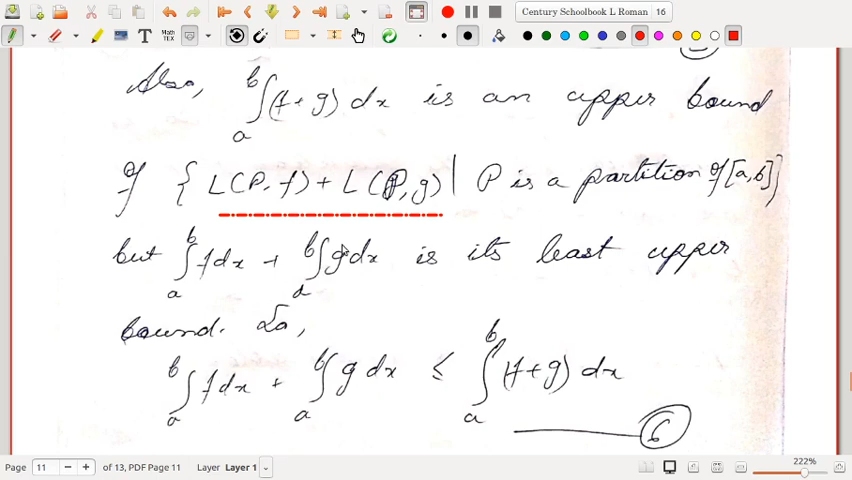 Century Schoolbook L Roman 16
Also, ∫_a^b (f+g) dx is an upper bound
of { L(P, f) + L(P, g) | P is a partition of [a,b]}
but ∫_a^b f dx + ∫_a^b g dx is its least upper
bound. So,
∫_a^b f dx + ∫_a^b g dx ≤ ∫_a^b (f+g) dx
6
Page 11 of 13, PDF Page 11 Layer Layer 1 222%